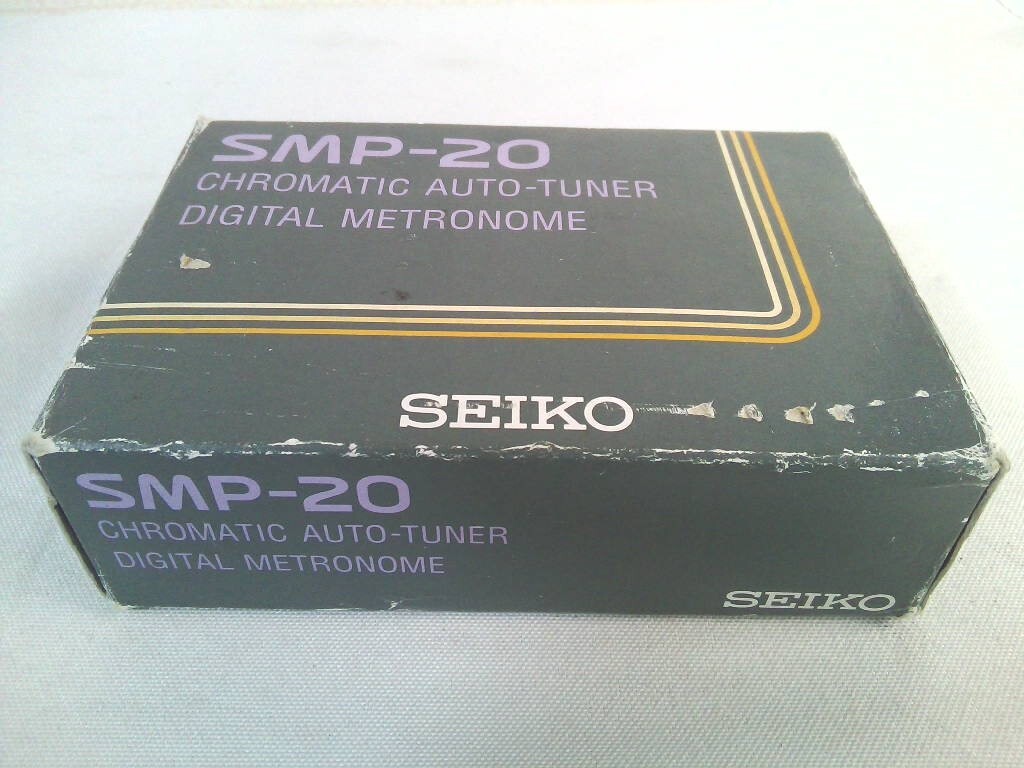 SMP-20
CHROMATIC AUTO-TUNER
DIGITAL METRONOME
SEIKO
SMP-20
CHROMATIC AUTO-TUNER
DIGITAL METRONOME
SEIKO